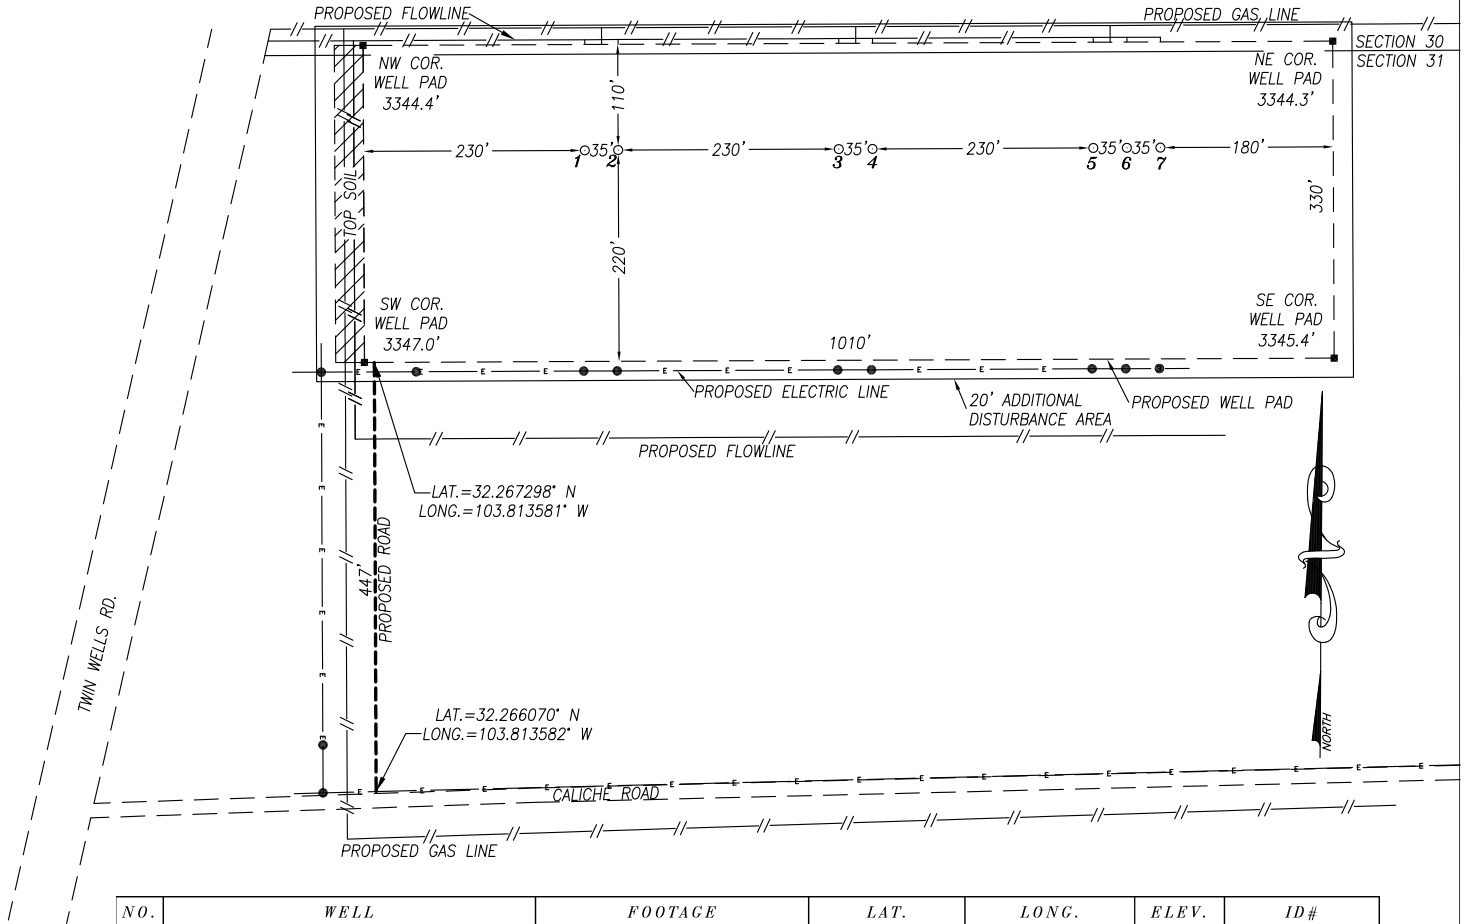 PROPOSED FLOWLINE
PROPOSED GAS LINE
SECTION 30
SECTION 31
NW COR.
WELL PAD
3344.4'
110'
NE COR.
WELL PAD
3344.3'
230'
1
35'
2
230'
3
35'
4
230'
5
35'
6
35'
7
180'
TOP SOIL
220'
330'
SW COR.
WELL PAD
3347.0'
SE COR.
WELL PAD
3345.4'
1010'
E E E E E E E E
PROPOSED ELECTRIC LINE
20' ADDITIONAL
DISTURBANCE AREA
PROPOSED WELL PAD
PROPOSED FLOWLINE
LAT.=32.267298° N
LONG.=103.813581° W
447'
PROPOSED ROAD
E
E
E
E
E
E
TWIN WELLS RD.
LAT.=32.266070° N
LONG.=103.813582° W
NORTH
E E E E E E E E E E E E E E E E E E
CALICHE ROAD
PROPOSED GAS LINE
NO. WELL FOOTAGE LAT. LONG. ELEV. ID#